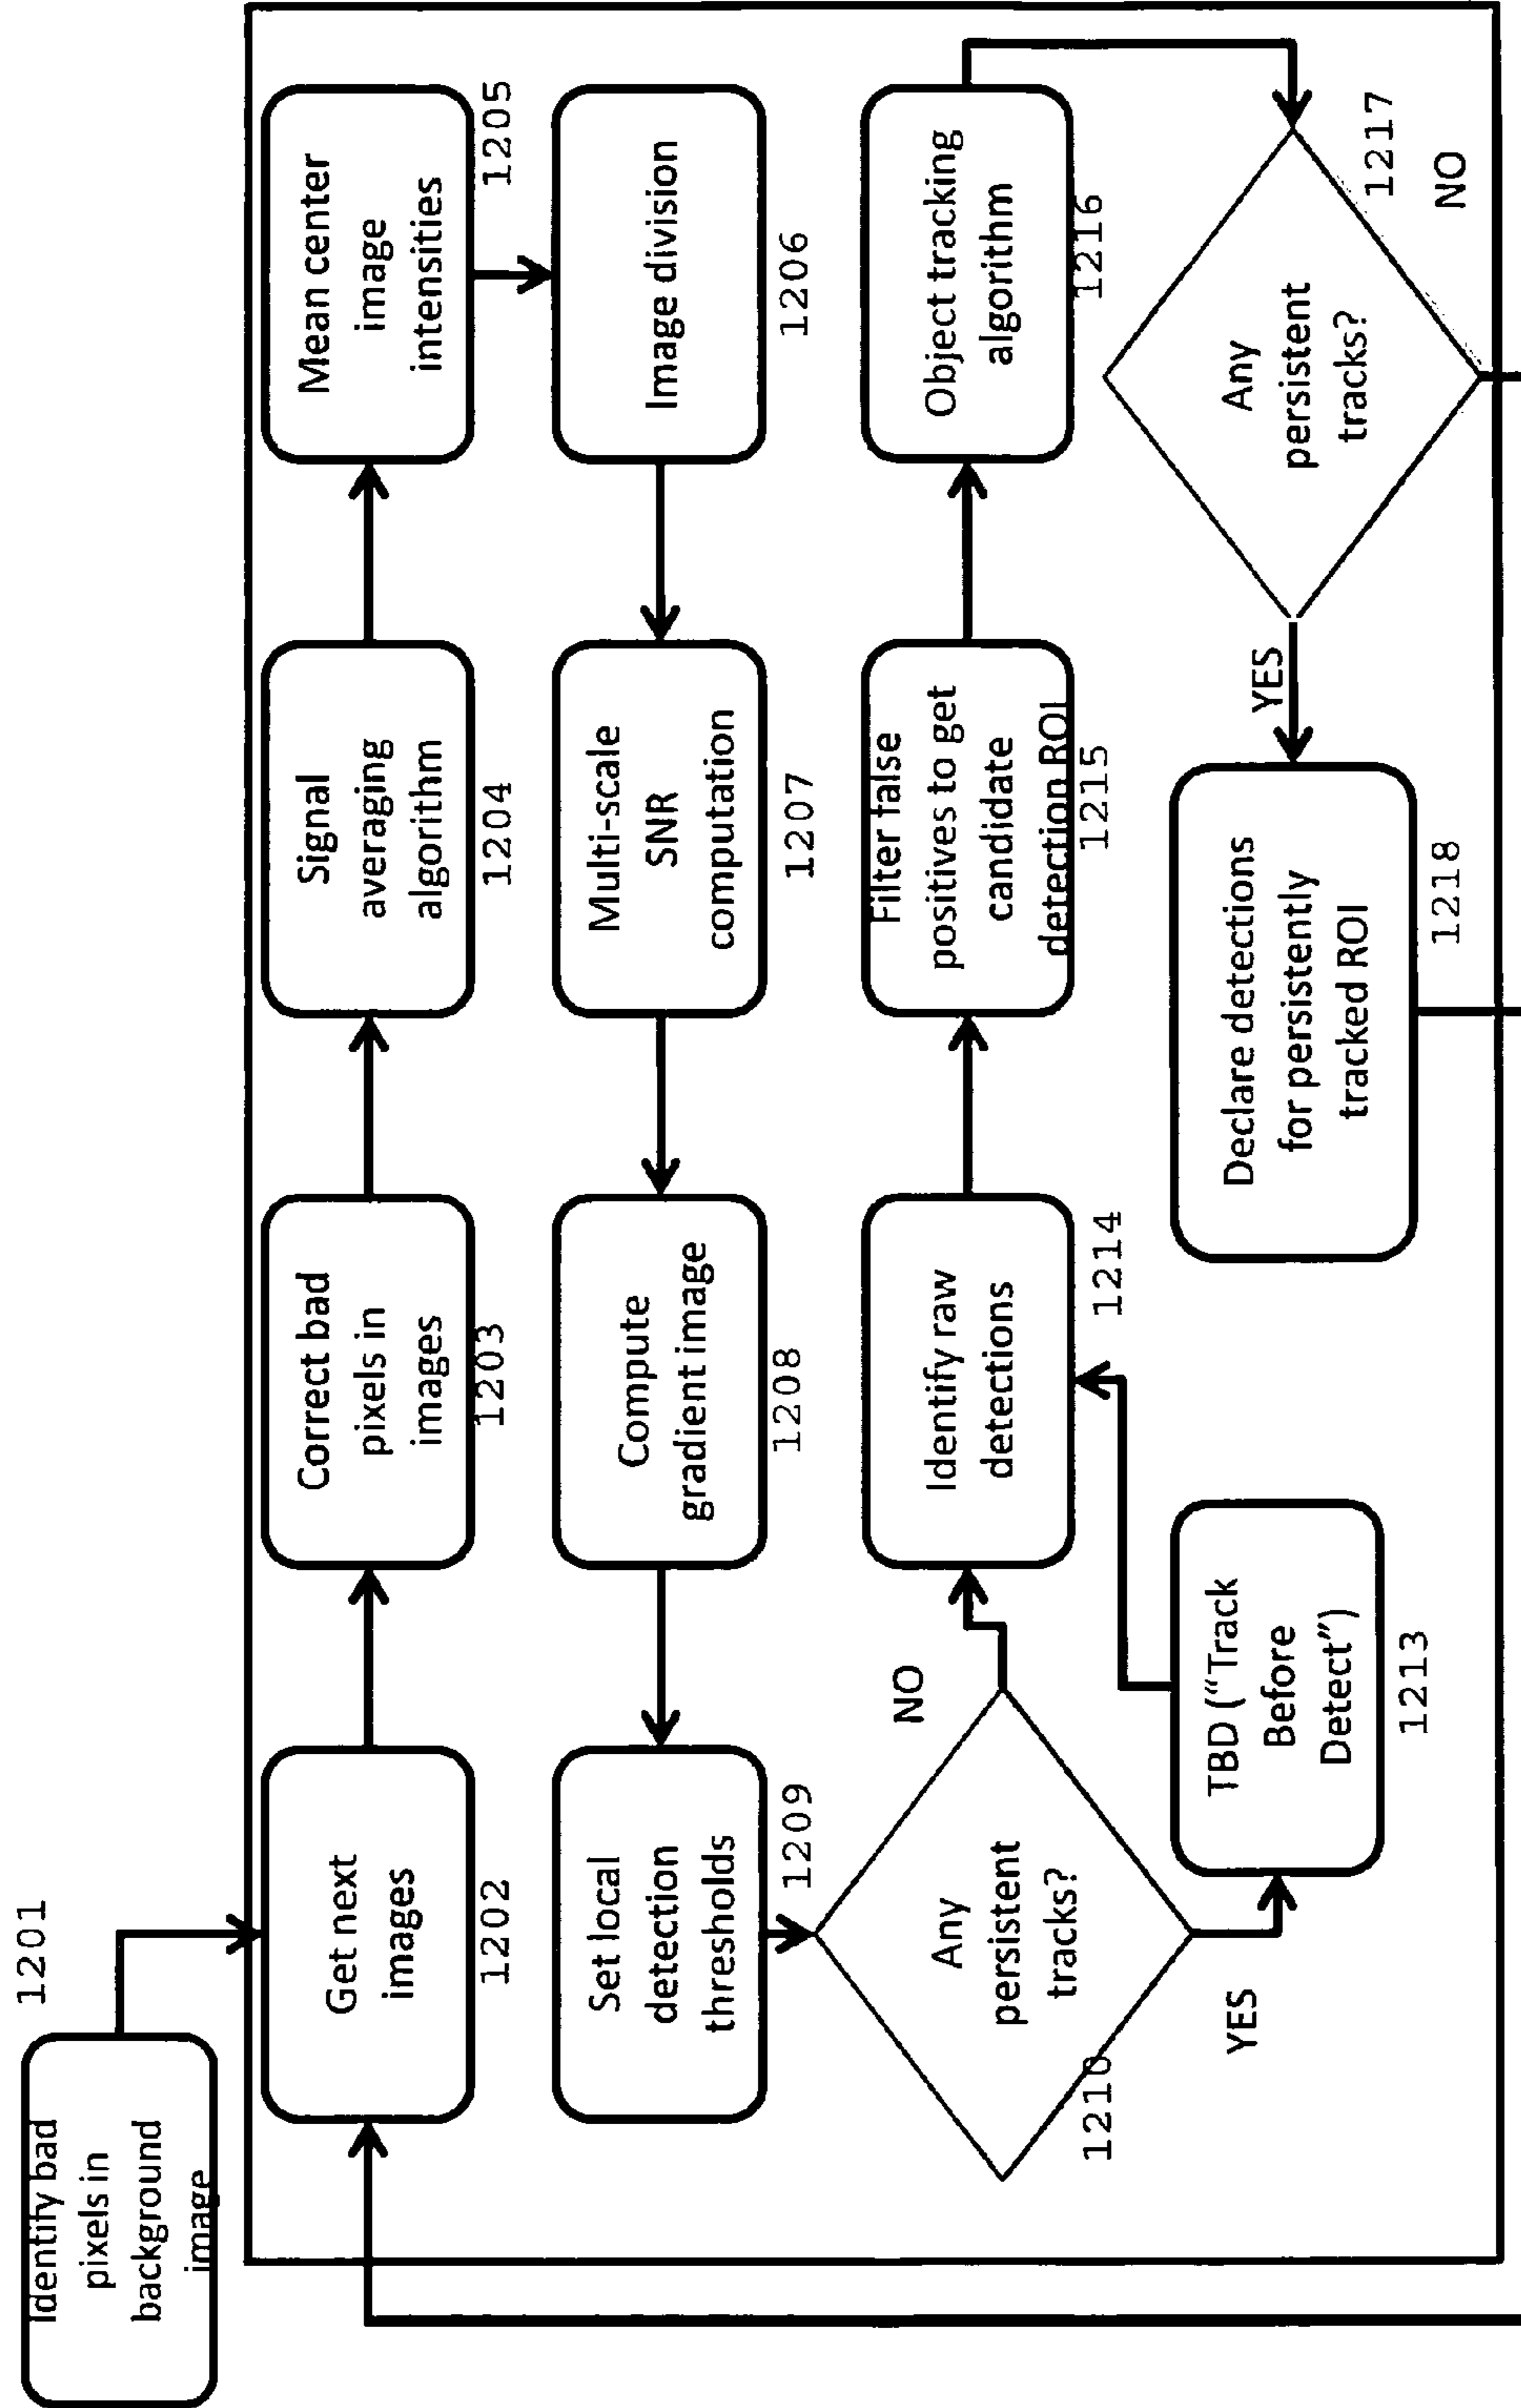 Identify bad
pixels in
background
image
1201
Get next
images
1202
Correct bad
pixels in
images
1203
Signal
averaging
algorithm
1204
Mean center
image
intensities
1205
Image division
1206
Multi-scale
SNR
computation
1207
Compute
gradient image
1208
Set local
detection
thresholds
1209
Any
persistent
tracks?
1210
NO
YES
TBD (“Track
Before
Detect”)
1213
Identify raw
detections
1214
Filter false
positives to get
candidate
detection ROI
1215
Object tracking
algorithm
1216
Any
persistent
tracks?
1217
NO
YES
Declare detections
for persistently
tracked ROI
1218